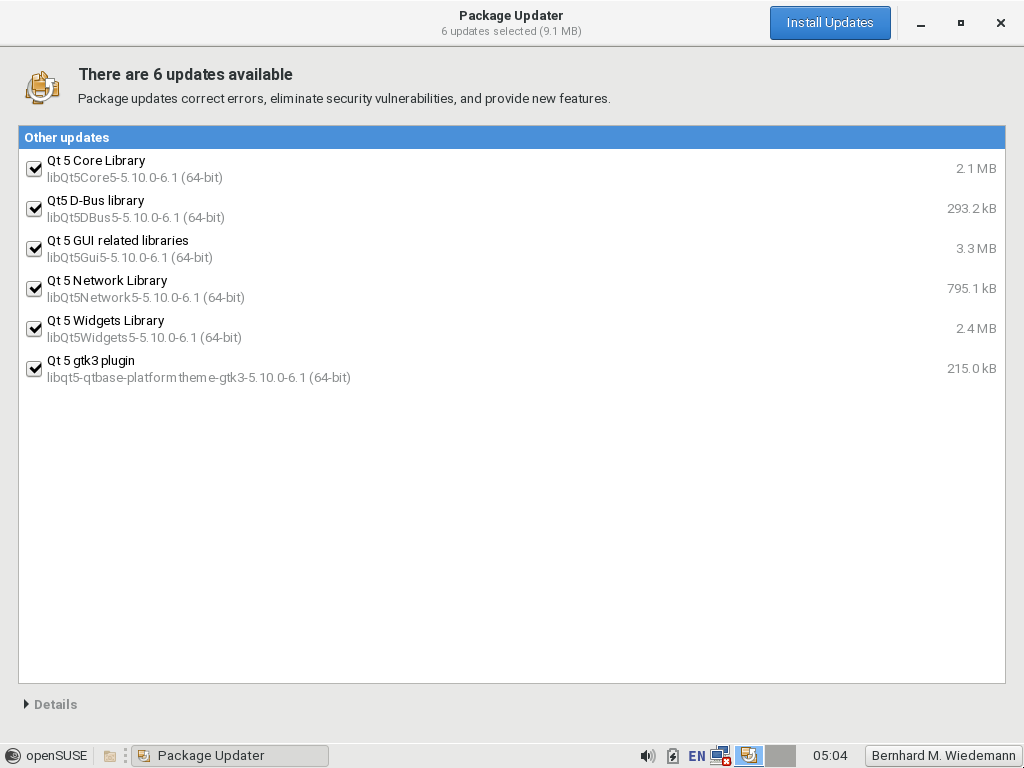 Package Updater
6 updates selected (9.1 MB)
Install Updates
There are 6 updates available
Package updates correct errors, eliminate security vulnerabilities, and provide new features.
Other updates
Qt 5 Core Library
libQt5Core5-5.10.0-6.1 (64-bit)
2.1 MB
Qt5 D-Bus library
libQt5DBus5-5.10.0-6.1 (64-bit)
293.2 kB
Qt 5 GUI related libraries
libQt5Gui5-5.10.0-6.1 (64-bit)
3.3 MB
Qt 5 Network Library
libQt5Network5-5.10.0-6.1 (64-bit)
795.1 kB
Qt 5 Widgets Library
libQt5Widgets5-5.10.0-6.1 (64-bit)
2.4 MB
Qt 5 gtk3 plugin
libqt5-qtbase-platformtheme-gtk3-5.10.0-6.1 (64-bit)
215.0 kB
Details
openSUSE
Package Updater
EN
05:04
Bernhard M. Wiedemann